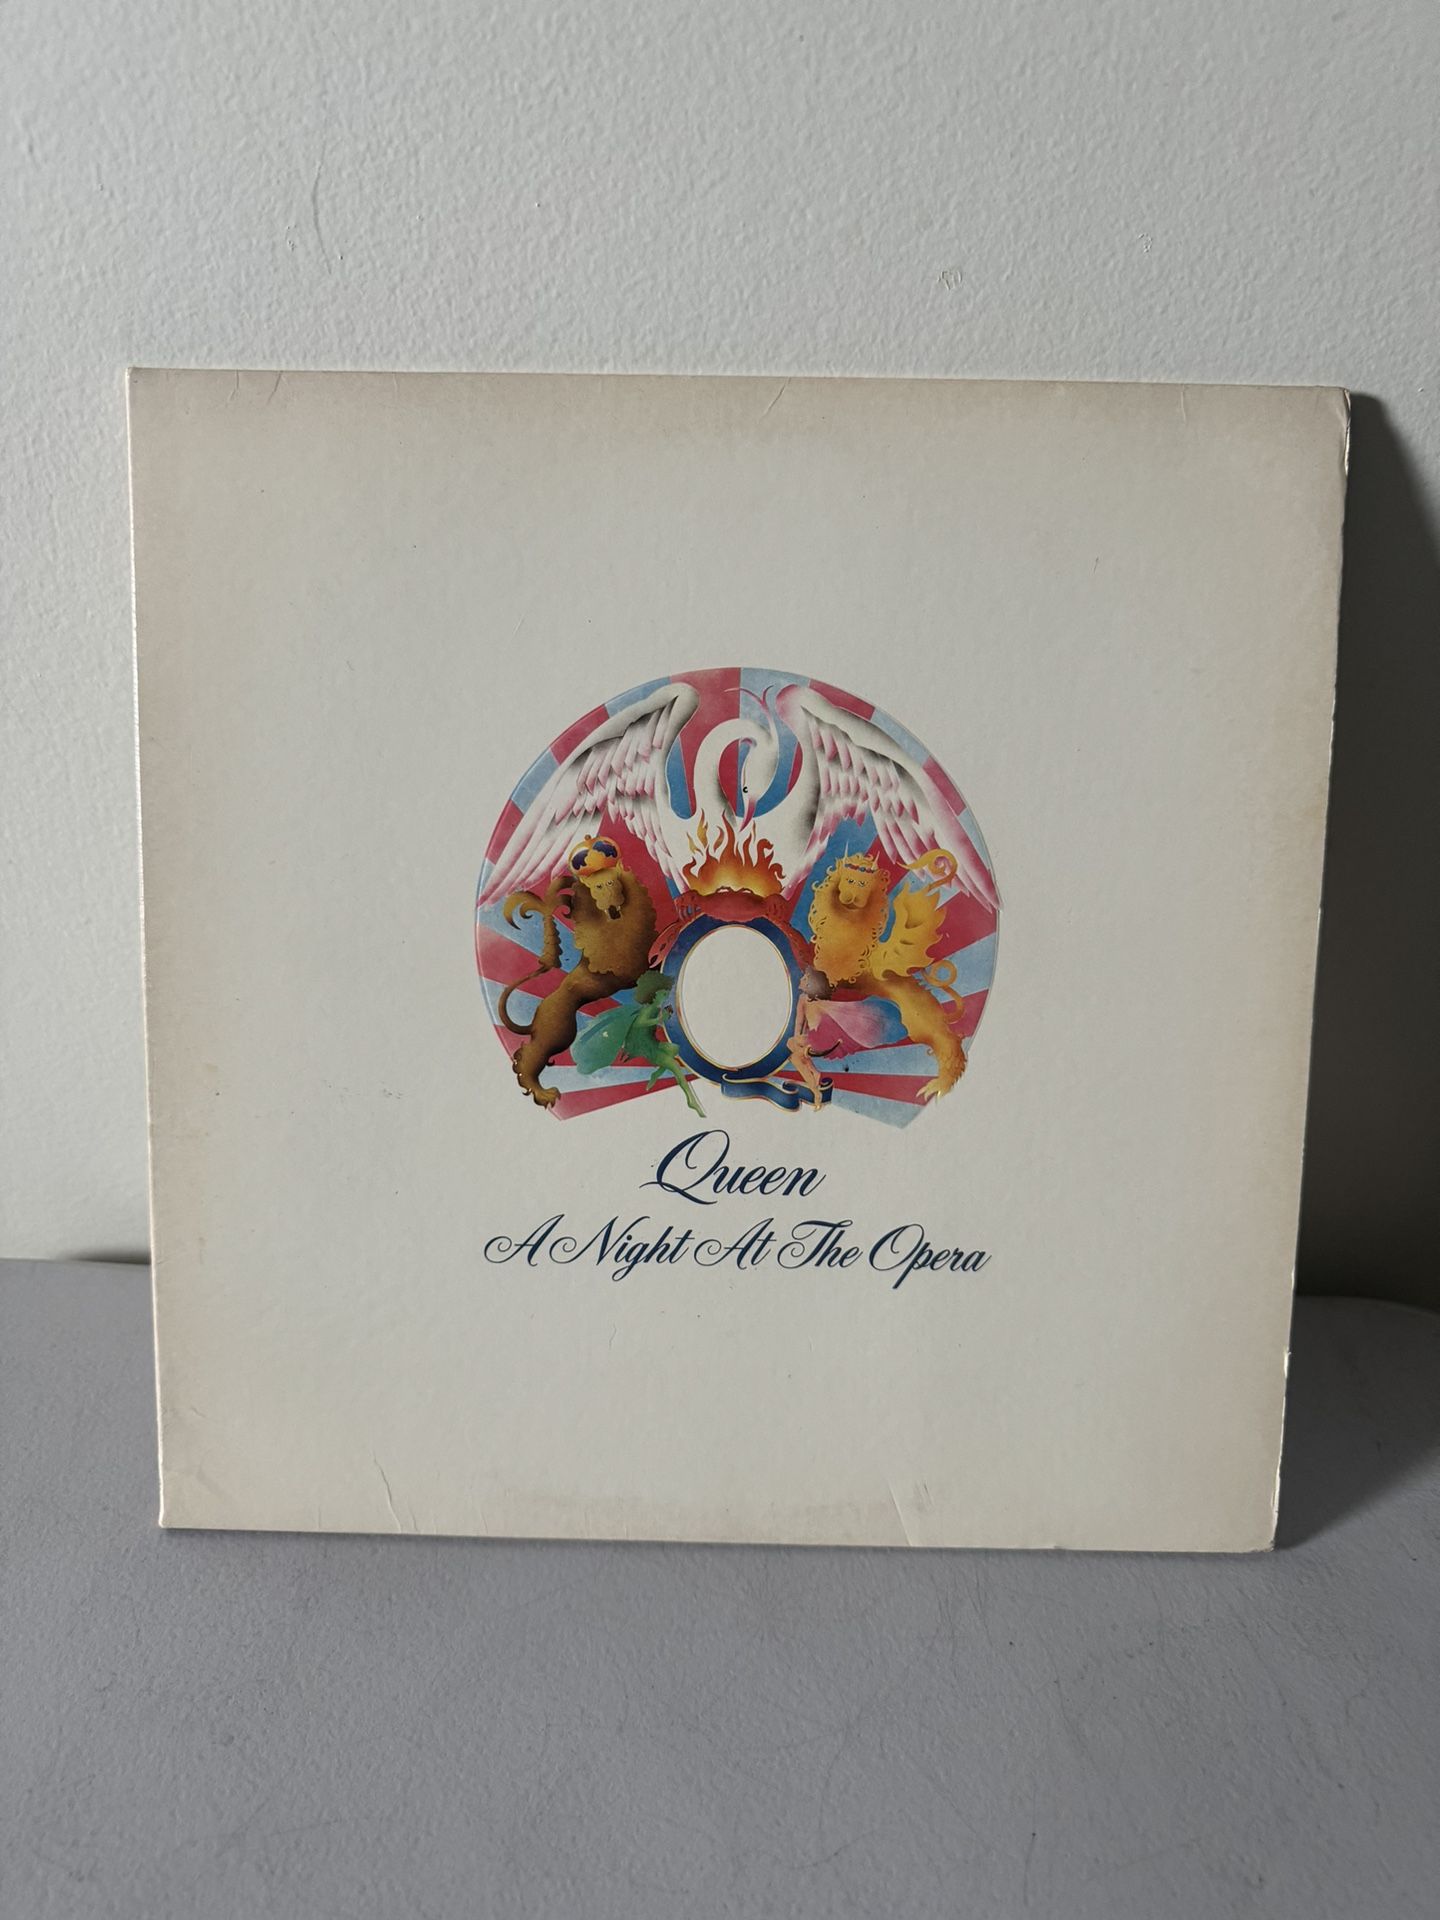 Queen
A Night At The Opera